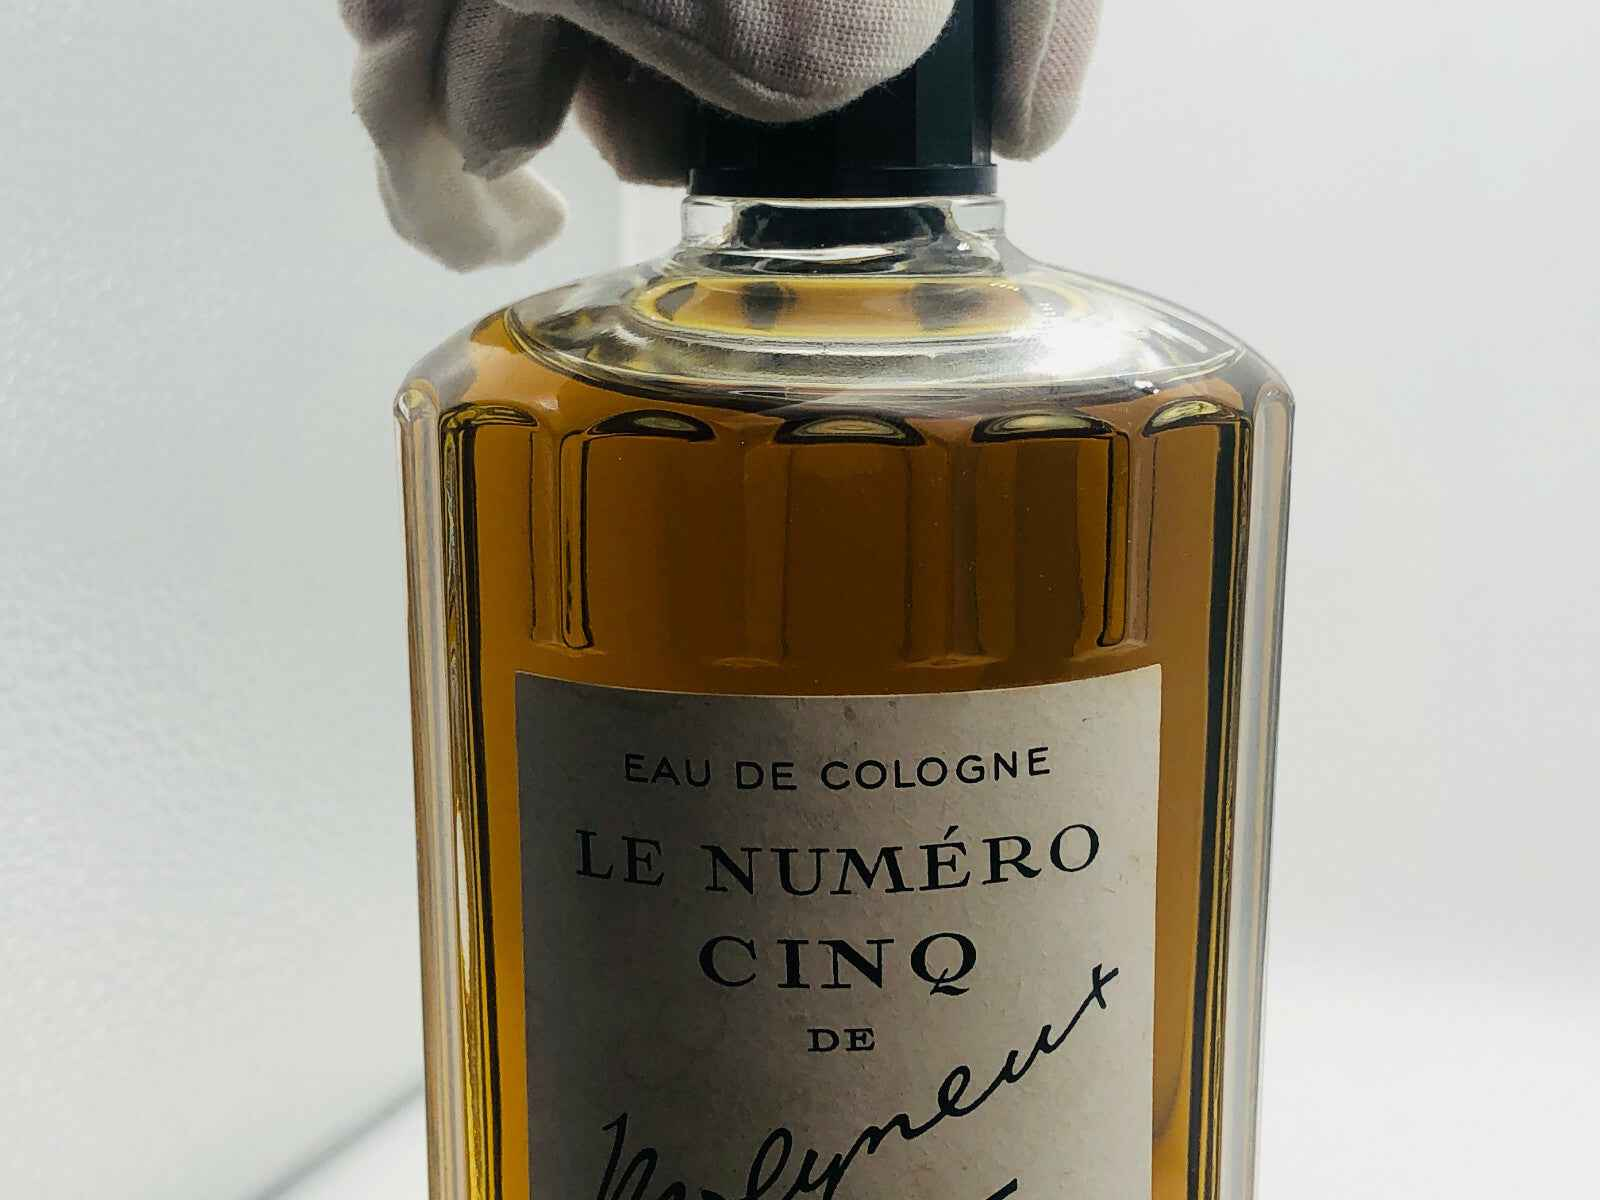 EAU DE COLOGNE
LE NUMÉRO
CINQ
DE
Molyneux